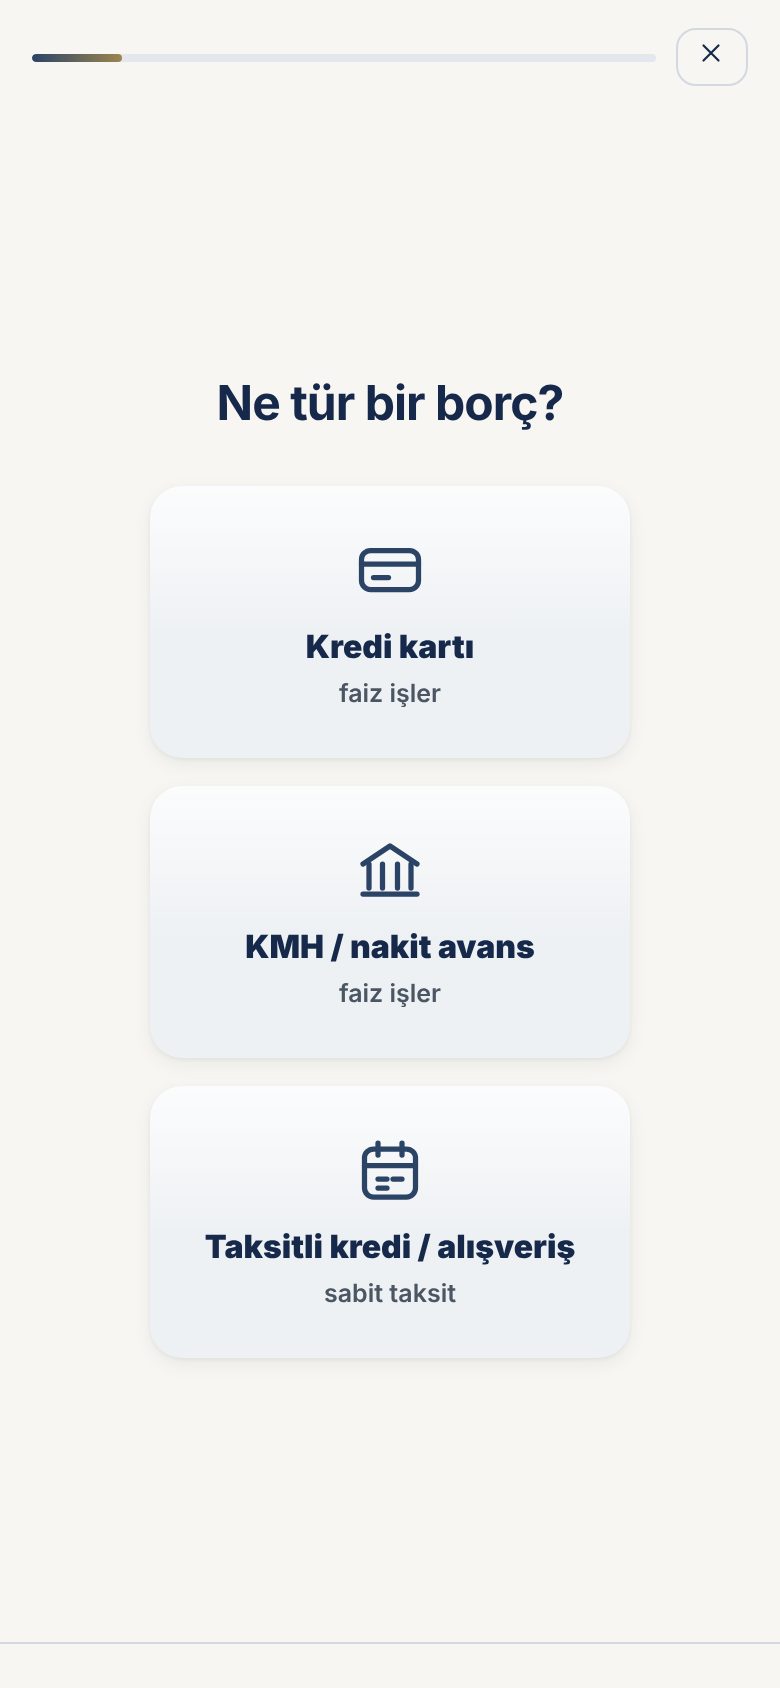 Ne tür bir borç?
Kredi kartı
faiz işler
KMH / nakit avans
faiz işler
Taksitli kredi / alışveriş
sabit taksit